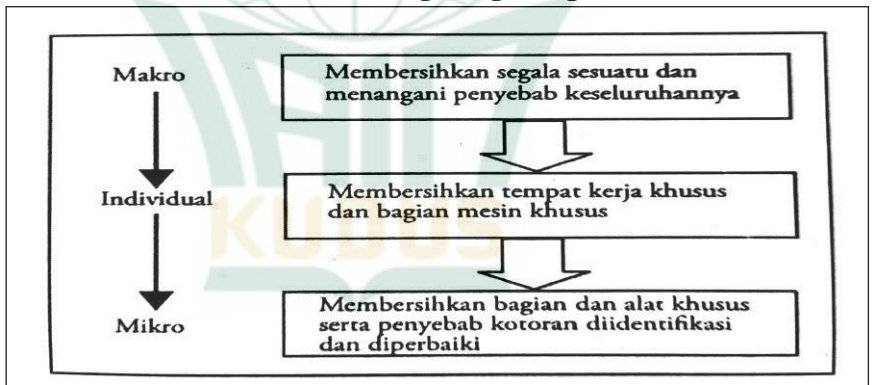 Makro
Membersihkan segala sesuatu dan
menangani penyebab keseluruhannya
Individual
Membersihkan tempat kerja khusus
dan bagian mesin khusus
Mikro
Membersihkan bagian dan alat khusus
serta penyebab kotoran diidentifikasi
dan diperbaiki
KUDUS